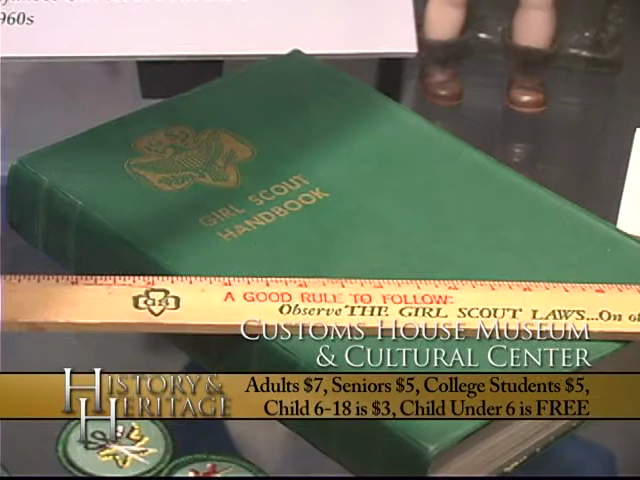 960s
GIRL SCOUT
HANDBOOK
GS
A GOOD RULE TO FOLLOW:
Observe THE GIRL SCOUT LAWS...On
CUSTOMS HOUSE MUSEUM
& CULTURAL CENTER
HISTORY &
HERITAGE
Adults $7, Seniors $5, College Students $5,
Child 6-18 is $3, Child Under 6 is FREE